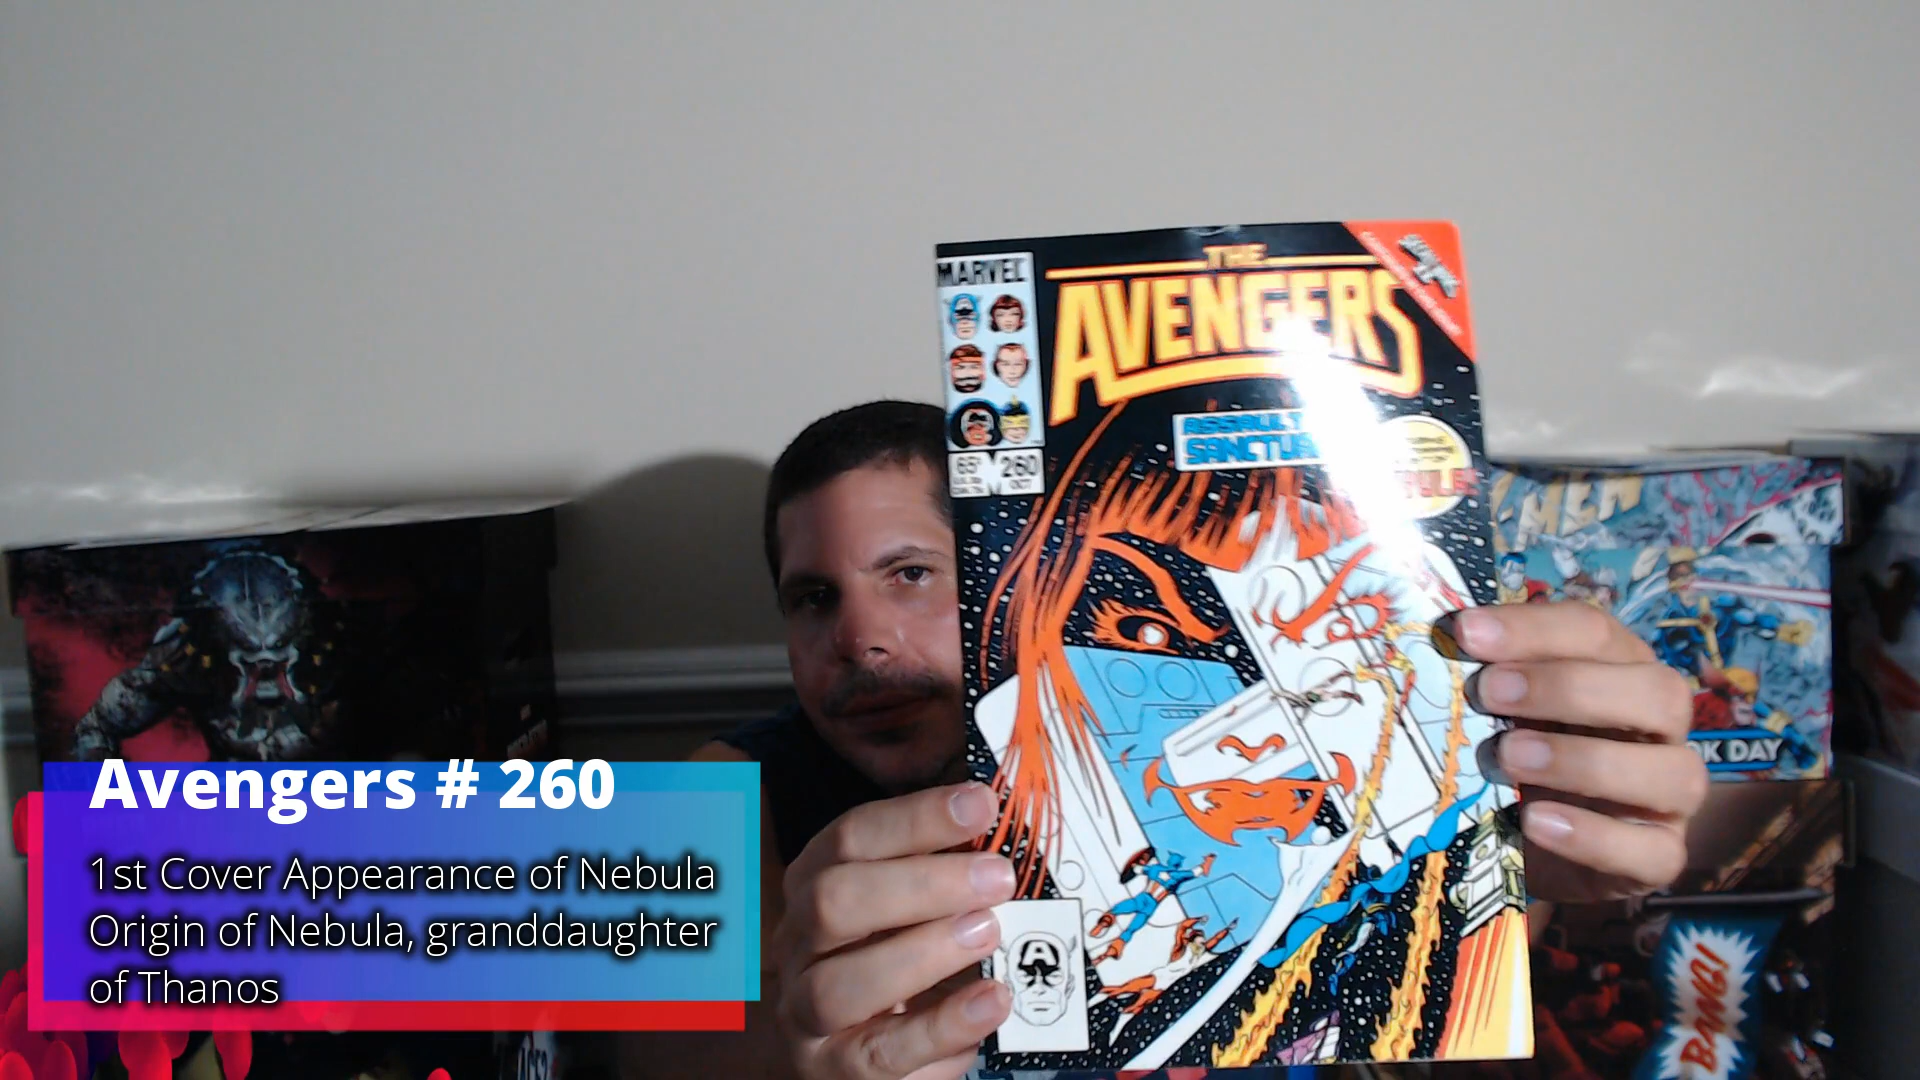 THE
AVENGERS
MARVEL
65¢
260
OCT
ASSAULT
X-MEN
OK DAY
BANG!
Avengers # 260
1st Cover Appearance of Nebula
Origin of Nebula, granddaughter
of Thanos